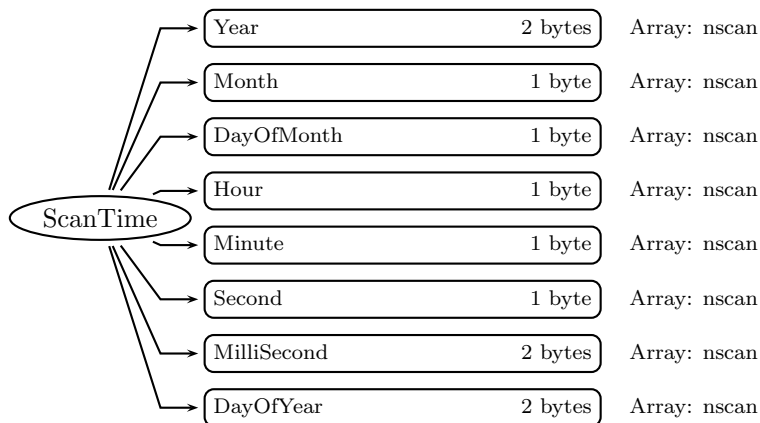 Year 2 bytes Array: nscan
Month 1 byte Array: nscan
DayOfMonth 1 byte Array: nscan
Hour 1 byte Array: nscan
ScanTime
Minute 1 byte Array: nscan
Second 1 byte Array: nscan
MilliSecond 2 bytes Array: nscan
DayOfYear 2 bytes Array: nscan